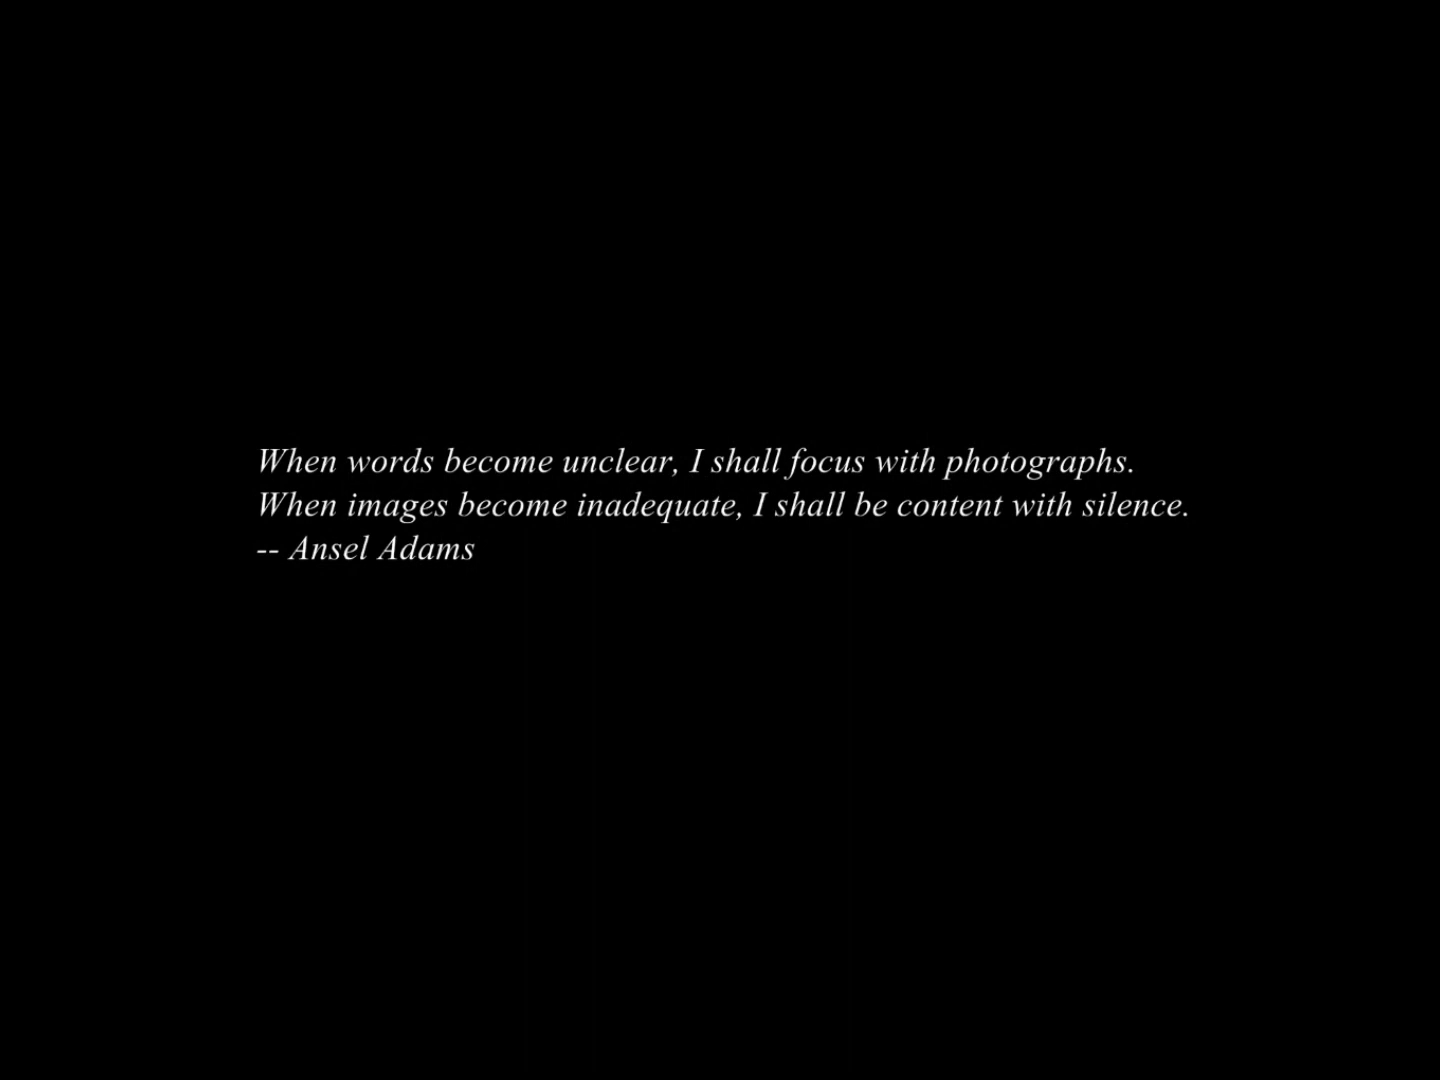 When words become unclear, I shall focus with photographs.
When images become inadequate, I shall be content with silence.
-- Ansel Adams